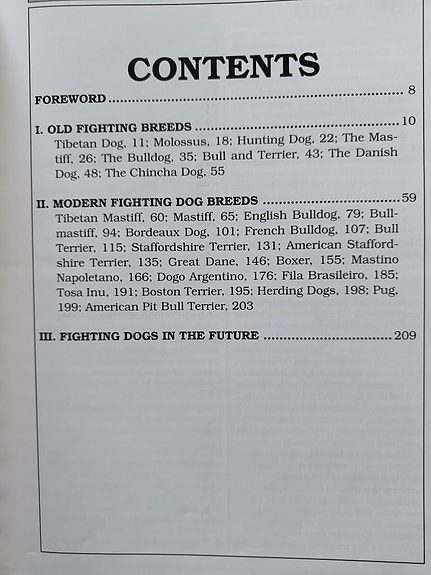 CONTENTS
FOREWORD ........................................................ 8
I. OLD FIGHTING BREEDS ........................................ 10
Tibetan Dog, 11; Molossus, 18; Hunting Dog, 22; The Mas-
tiff, 26; The Bulldog, 35; Bull and Terrier, 43; The Danish
Dog, 48; The Chincha Dog, 55
II. MODERN FIGHTING DOG BREEDS ........................... 59
Tibetan Mastiff, 60; Mastiff, 65; English Bulldog, 79; Bull-
mastiff, 94; Bordeaux Dog, 101; French Bulldog, 107; Bull
Terrier, 115; Staffordshire Terrier, 131; American Stafford-
shire Terrier, 135; Great Dane, 146; Boxer, 155; Mastino
Napoletano, 166; Dogo Argentino, 176; Fila Brasileiro, 185;
Tosa Inu, 191; Boston Terrier, 195; Herding Dogs, 198; Pug,
199; American Pit Bull Terrier, 203
III. FIGHTING DOGS IN THE FUTURE ............................ 209